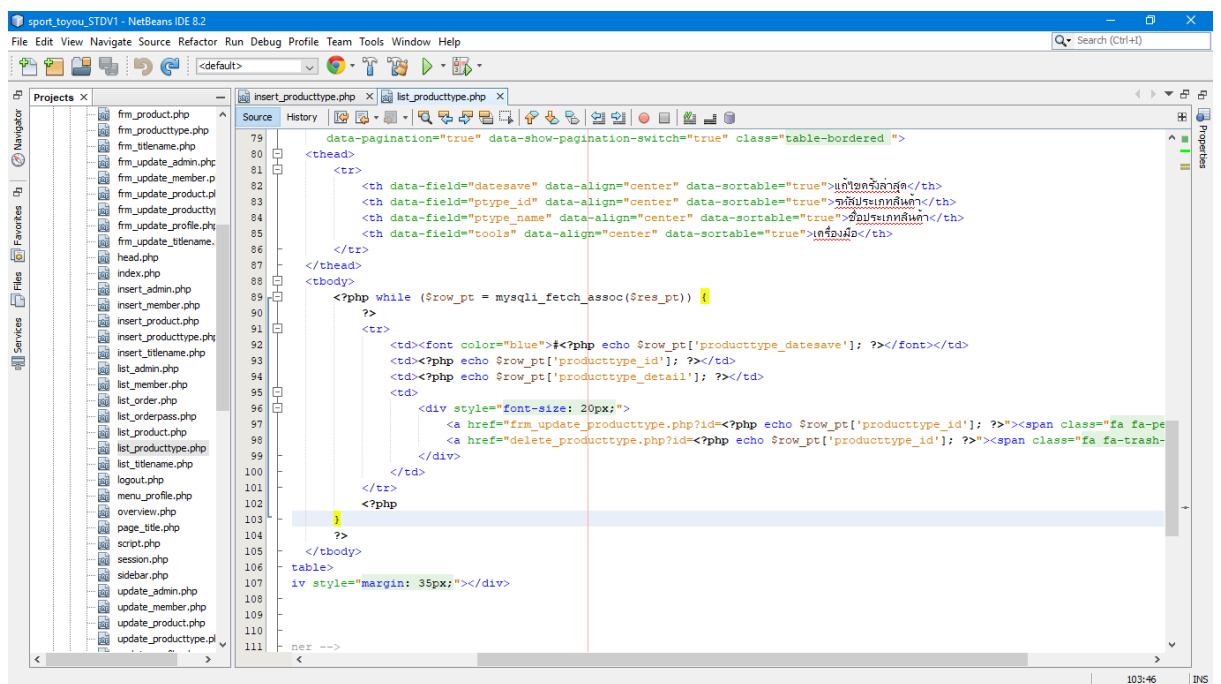 sport_toyou_STDV1 - NetBeans IDE 8.2
File Edit View Navigate Source Refactor Run Debug Profile Team Tools Window Help
Search (Ctrl+I)
<default>
Projects
insert_producttype.php
list_producttype.php
Navigator
Favorites
Files
Services
Properties
Source History
frm_product.php
frm_producttype.php
frm_titlename.php
frm_update_admin.php
frm_update_member.p
frm_update_product.pl
frm_update_productty
frm_update_profile.php
frm_update_titlename.
head.php
index.php
insert_admin.php
insert_member.php
insert_product.php
insert_producttype.php
insert_titlename.php
list_admin.php
list_member.php
list_order.php
list_orderpass.php
list_product.php
list_producttype.php
list_titlename.php
logout.php
menu_profile.php
overview.php
page_title.php
script.php
session.php
sidebar.php
update_admin.php
update_member.php
update_product.php
update_producttype.pl
79 data-pagination="true" data-show-pagination-switch="true" class="table-bordered ">
80 <thead>
81 <tr>
82 <th data-field="datesave" data-align="center" data-sortable="true">แก้ไขครั้งล่าสุด</th>
83 <th data-field="ptype_id" data-align="center" data-sortable="true">รหัสประเภทสินค้า</th>
84 <th data-field="ptype_name" data-align="center" data-sortable="true">ชื่อประเภทสินค้า</th>
85 <th data-field="tools" data-align="center" data-sortable="true">เครื่องมือ</th>
86 </tr>
87 </thead>
88 <tbody>
89 <?php while ($row_pt = mysqli_fetch_assoc($res_pt)) {
90 ?>
91 <tr>
92 <td><font color="blue">#<?php echo $row_pt['producttype_datesave']; ?></font></td>
93 <td><?php echo $row_pt['producttype_id']; ?></td>
94 <td><?php echo $row_pt['producttype_detail']; ?></td>
95 <td>
96 <div style="font-size: 20px;">
97 <a href="frm_update_producttype.php?id=<?php echo $row_pt['producttype_id']; ?>"><span class="fa fa-pe
98 <a href="delete_producttype.php?id=<?php echo $row_pt['producttype_id']; ?>"><span class="fa fa-trash-
99 </div>
100 </td>
101 </tr>
102 <?php
103 }
104 ?>
105 </tbody>
106 table>
107 iv style="margin: 35px;"></div>
108
109
110
111 ner -->
103:46 INS